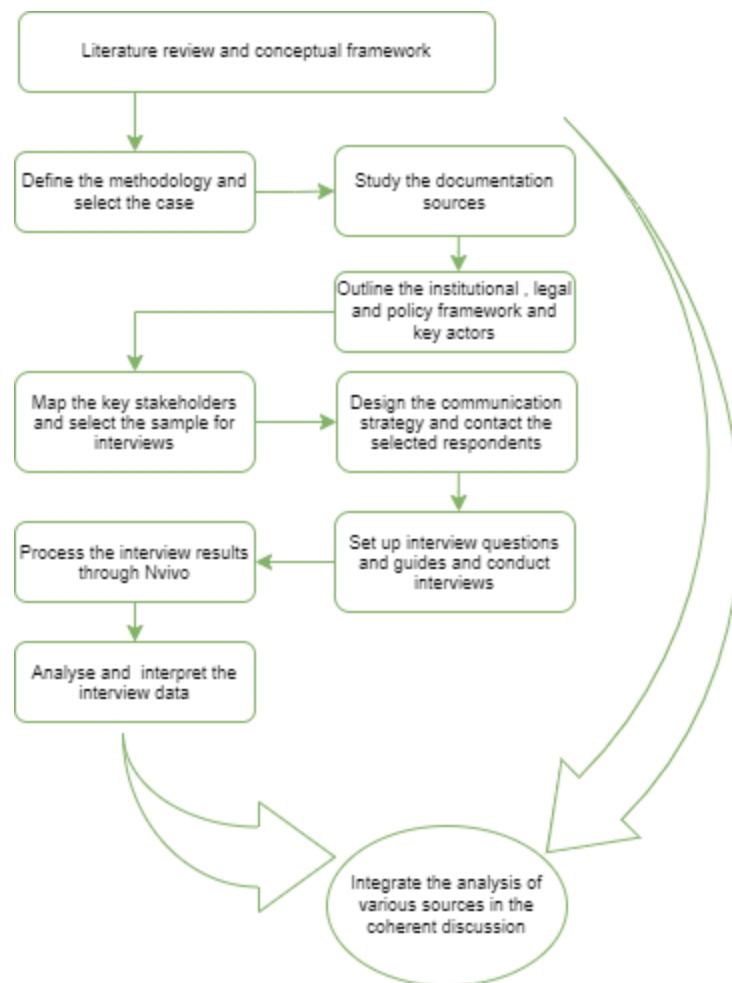 Literature review and conceptual framework
Define the methodology and
select the case
Study the documentation
sources
Outline the institutional , legal
and policy framework and
key actors
Map the key stakeholders
and select the sample for
interviews
Design the communication
strategy and contact the
selected respondents
Set up interview questions
and guides and conduct
interviews
Process the interview results
through Nvivo
Analyse and  interpret the
interview data
Integrate the analysis of
various sources in the
coherent discussion